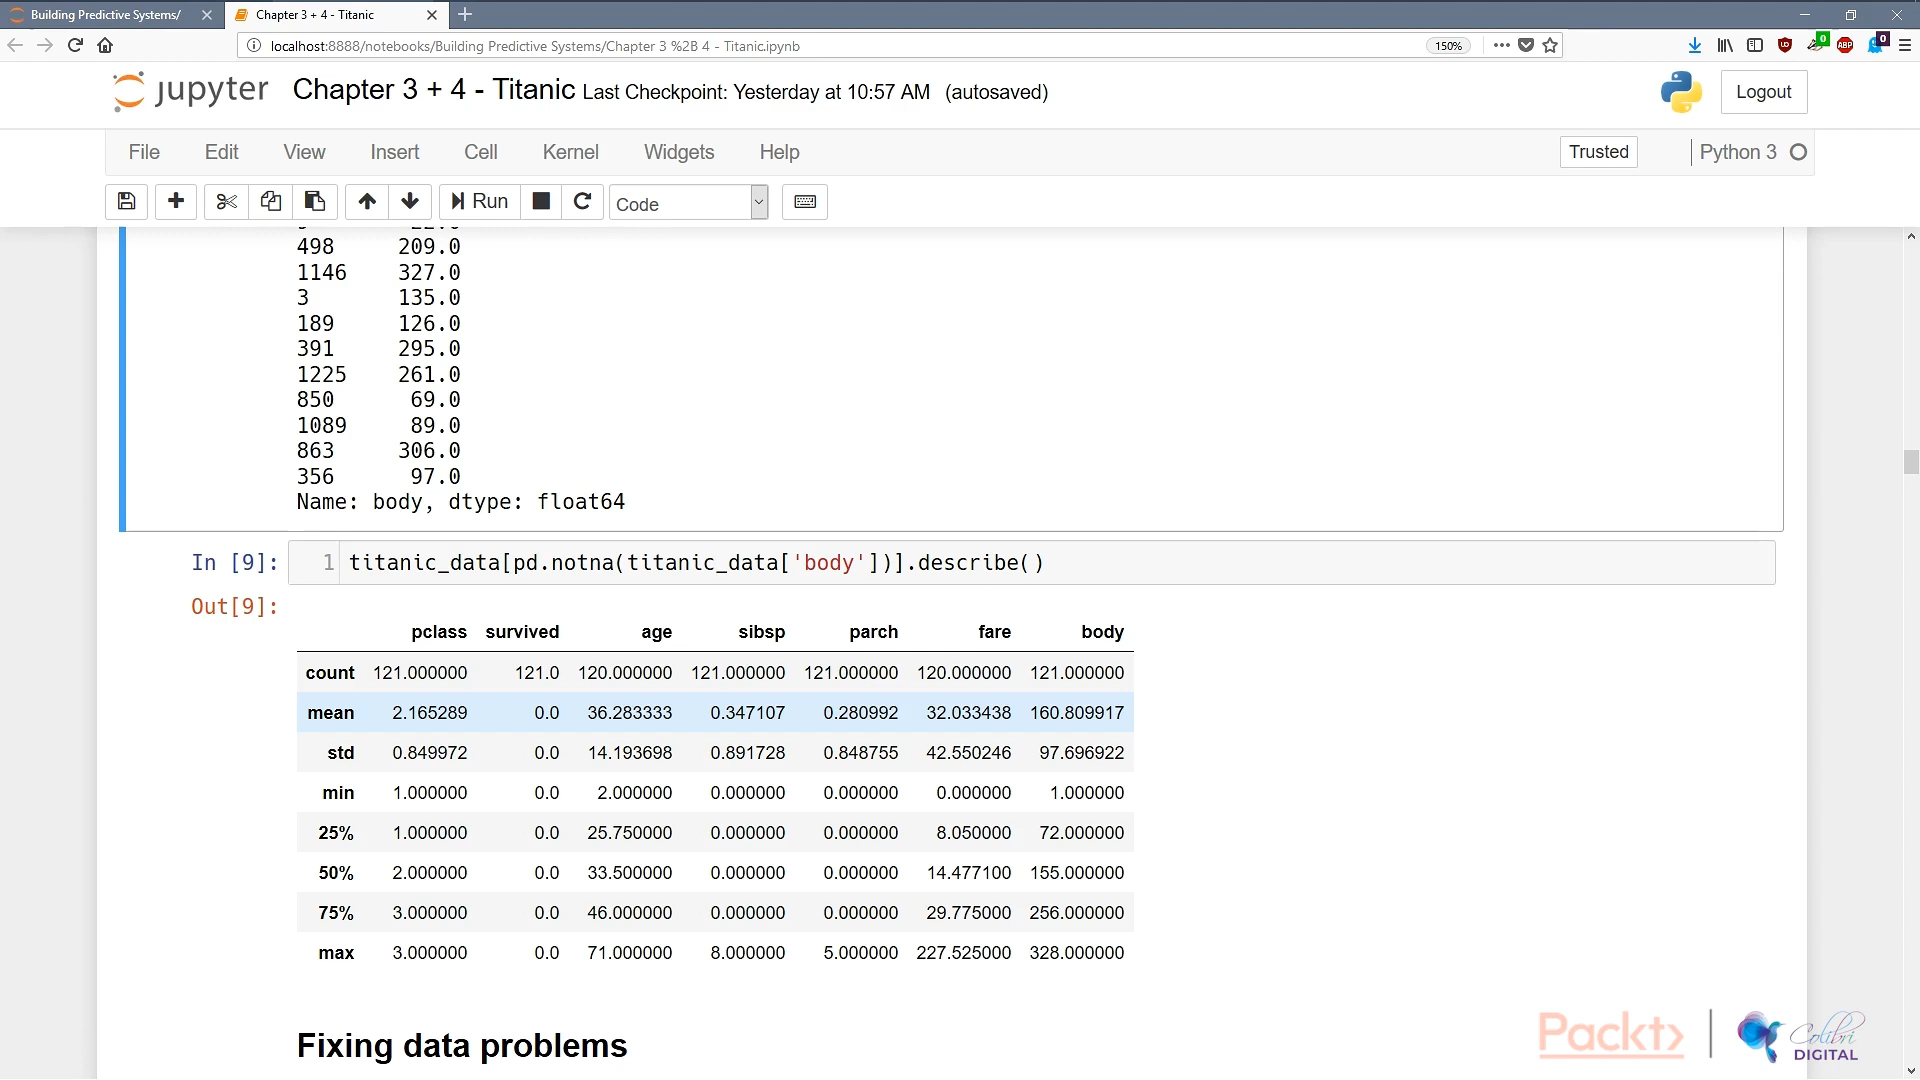 Building Predictive Systems/
Chapter 3 + 4 - Titanic
localhost:8888/notebooks/Building Predictive Systems/Chapter 3 %2B 4 - Titanic.ipynb
150%
0
ABP
0
jupyter
Chapter 3 + 4 - Titanic Last Checkpoint: Yesterday at 10:57 AM (autosaved)
Logout
File Edit View Insert Cell Kernel Widgets Help
Trusted
Python 3
Run
Code
498 209.0
1146 327.0
3 135.0
189 126.0
391 295.0
1225 261.0
850 69.0
1089 89.0
863 306.0
356 97.0
Name: body, dtype: float64
In [9]: 1 titanic_data[pd.notna(titanic_data['body'])].describe()
Out[9]:
pclass survived age sibsp parch fare body
count 121.000000 121.0 120.000000 121.000000 121.000000 120.000000 121.000000
mean 2.165289 0.0 36.283333 0.347107 0.280992 32.033438 160.809917
std 0.849972 0.0 14.193698 0.891728 0.848755 42.550246 97.696922
min 1.000000 0.0 2.000000 0.000000 0.000000 0.000000 1.000000
25% 1.000000 0.0 25.750000 0.000000 0.000000 8.050000 72.000000
50% 2.000000 0.0 33.500000 0.000000 0.000000 14.477100 155.000000
75% 3.000000 0.0 46.000000 0.000000 0.000000 29.775000 256.000000
max 3.000000 0.0 71.000000 8.000000 5.000000 227.525000 328.000000
Fixing data problems
Packt>
Colibri
DIGITAL